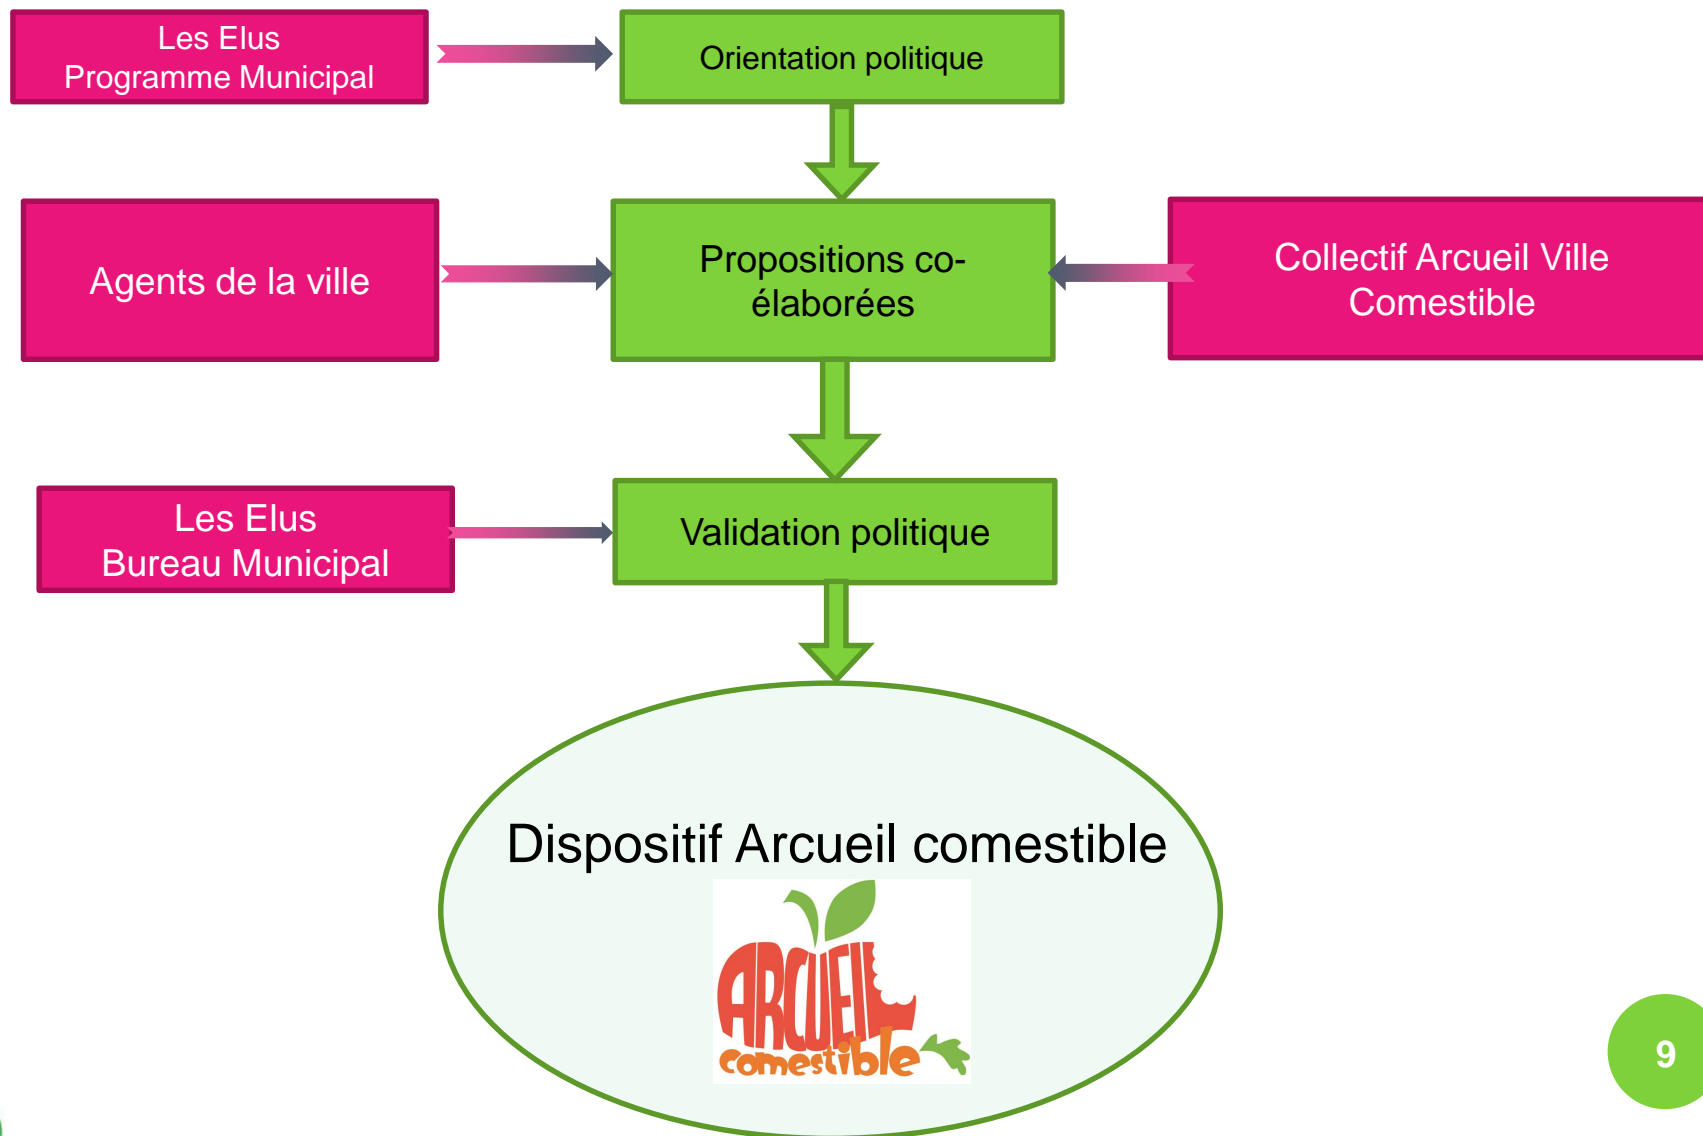 Les Elus
Programme Municipal
Orientation politique
Agents de la ville
Propositions co-
élaborées
Collectif Arcueil Ville
Comestible
Les Elus
Bureau Municipal
Validation politique
Dispositif Arcueil comestible
ARCUEIL
comestible
9